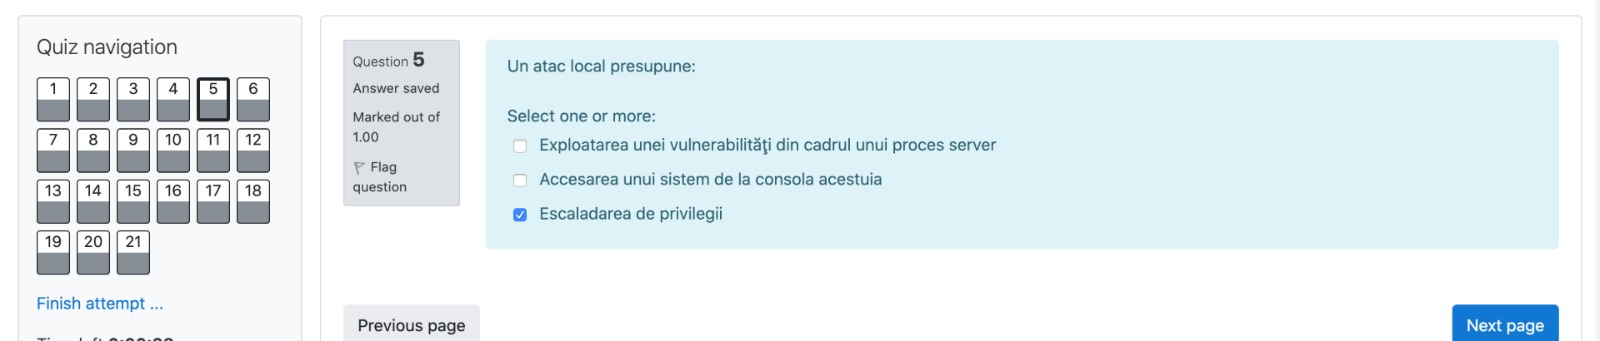 Quiz navigation
1 2 3 4 5 6
7 8 9 10 11 12
13 14 15 16 17 18
19 20 21
Finish attempt ...
Question 5
Answer saved
Marked out of
1.00
Flag
question
Un atac local presupune:
Select one or more:
Exploatarea unei vulnerabilităţi din cadrul unui proces server
Accesarea unui sistem de la consola acestuia
Escaladarea de privilegii
Previous page
Next page